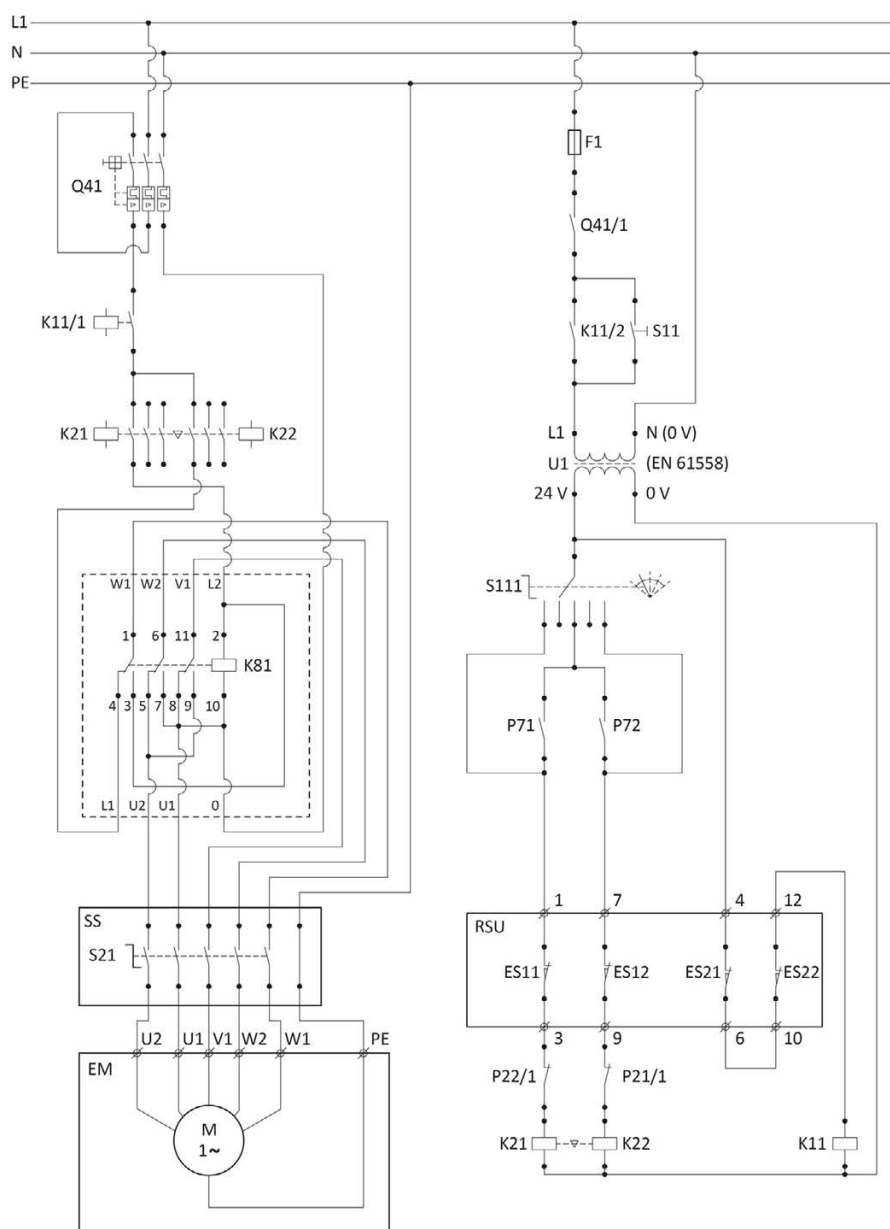 L1
N
PE
F1
Q41
Q41/1
K11/1
K11/2
S11
K21
K22
L1
N (0 V)
U1
(EN 61558)
24 V
0 V
S111
W1 W2 V1 L2
1 6 11 2
K81
4 3 5 7 8 9 10
P71
P72
L1 U2 U1 0
1 7 4 12
SS
RSU
S21
ES11 ES12 ES21 ES22
3 9 6 10
U2 U1 V1 W2 W1 PE
EM
P22/1
P21/1
M
1~
K21
K22
K11